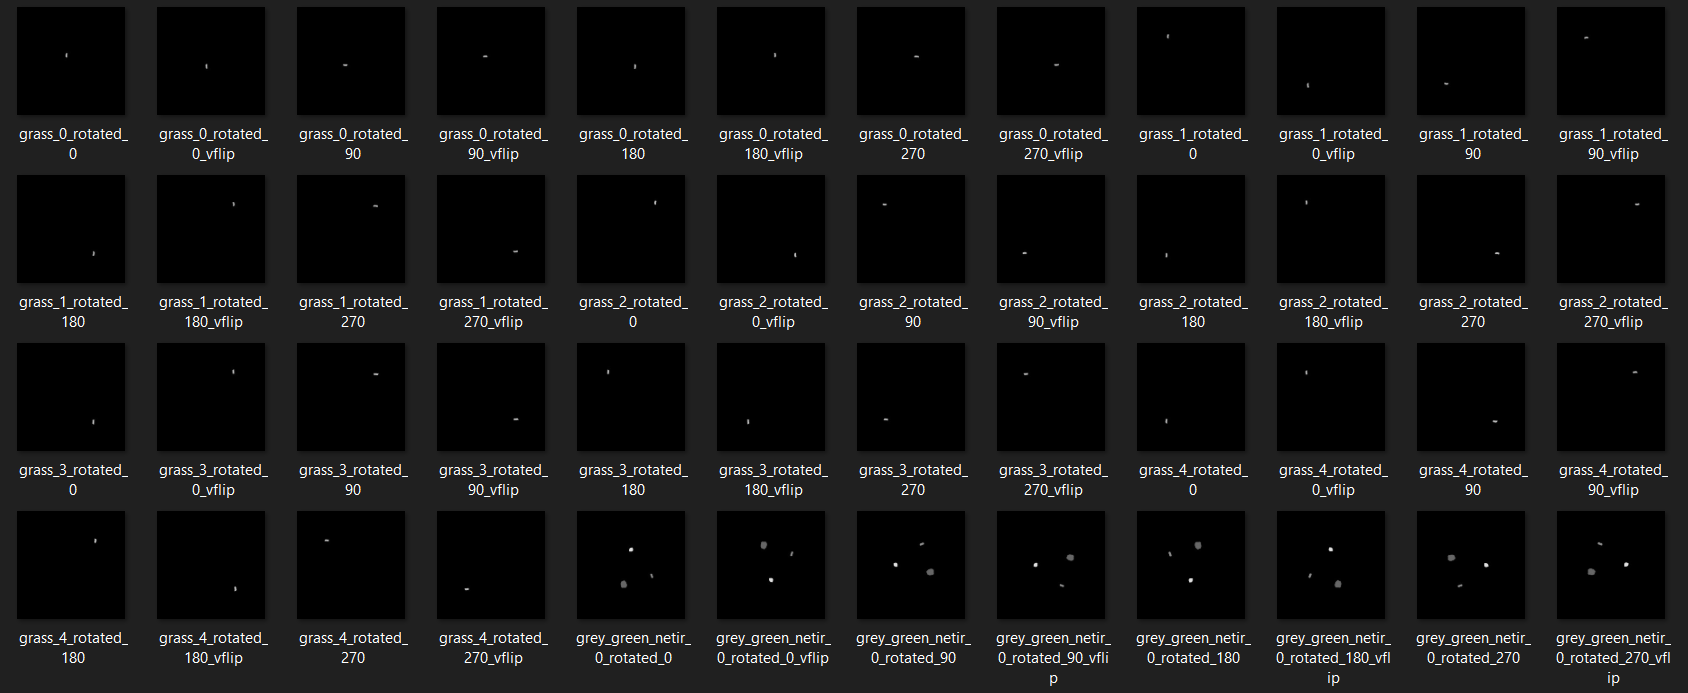 grass_0_rotated_ grass_0_rotated_ grass_0_rotated_ grass_0_rotated_ grass_0_rotated_ grass_0_rotated_ grass_0_rotated_ grass_0_rotated_ grass_1_rotated_ grass_1_rotated_ grass_1_rotated_ grass_1_rotated_
0 0_vflip 90 90_vflip 180 180_vflip 270 270_vflip 0 0_vflip 90 90_vflip
grass_1_rotated_ grass_1_rotated_ grass_1_rotated_ grass_1_rotated_ grass_2_rotated_ grass_2_rotated_ grass_2_rotated_ grass_2_rotated_ grass_2_rotated_ grass_2_rotated_ grass_2_rotated_ grass_2_rotated_
180 180_vflip 270 270_vflip 0 0_vflip 90 90_vflip 180 180_vflip 270 270_vflip
grass_3_rotated_ grass_3_rotated_ grass_3_rotated_ grass_3_rotated_ grass_3_rotated_ grass_3_rotated_ grass_3_rotated_ grass_3_rotated_ grass_4_rotated_ grass_4_rotated_ grass_4_rotated_ grass_4_rotated_
0 0_vflip 90 90_vflip 180 180_vflip 270 270_vflip 0 0_vflip 90 90_vflip
grass_4_rotated_ grass_4_rotated_ grass_4_rotated_ grass_4_rotated_ grey_green_netir_ grey_green_netir_ grey_green_netir_ grey_green_netir_ grey_green_netir_ grey_green_netir_ grey_green_netir_ grey_green_netir_
180 180_vflip 270 270_vflip 0_rotated_0 0_rotated_0_vflip 0_rotated_90 0_rotated_90_vfli 0_rotated_180 0_rotated_180_vfl 0_rotated_270 0_rotated_270_vfl
p ip ip